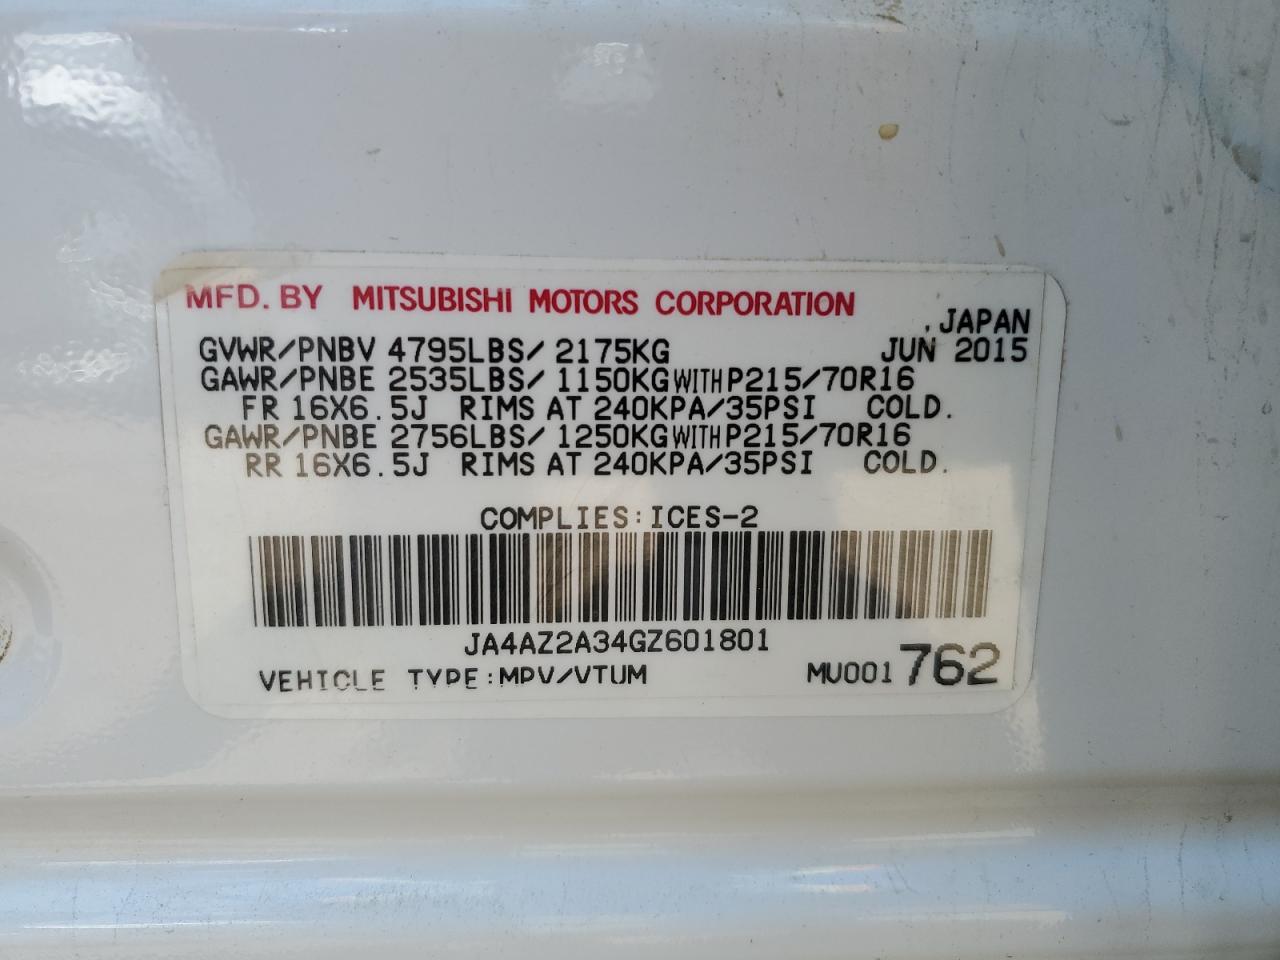 MFD. BY MITSUBISHI MOTORS CORPORATION
, JAPAN
GVWR/PNBV 4795LBS/ 2175KG JUN 2015
GAWR/PNBE 2535LBS/ 1150KG WITH P215/70R16
FR 16X6.5J RIMS AT 240KPA/35PSI COLD.
GAWR/PNBE 2756LBS/ 1250KG WITH P215/70R16
RR 16X6.5J RIMS AT 240KPA/35PSI COLD.
COMPLIES:ICES-2
JA4AZ2A34GZ601801
VEHICLE TYPE:MPV/VTUM MU001 762